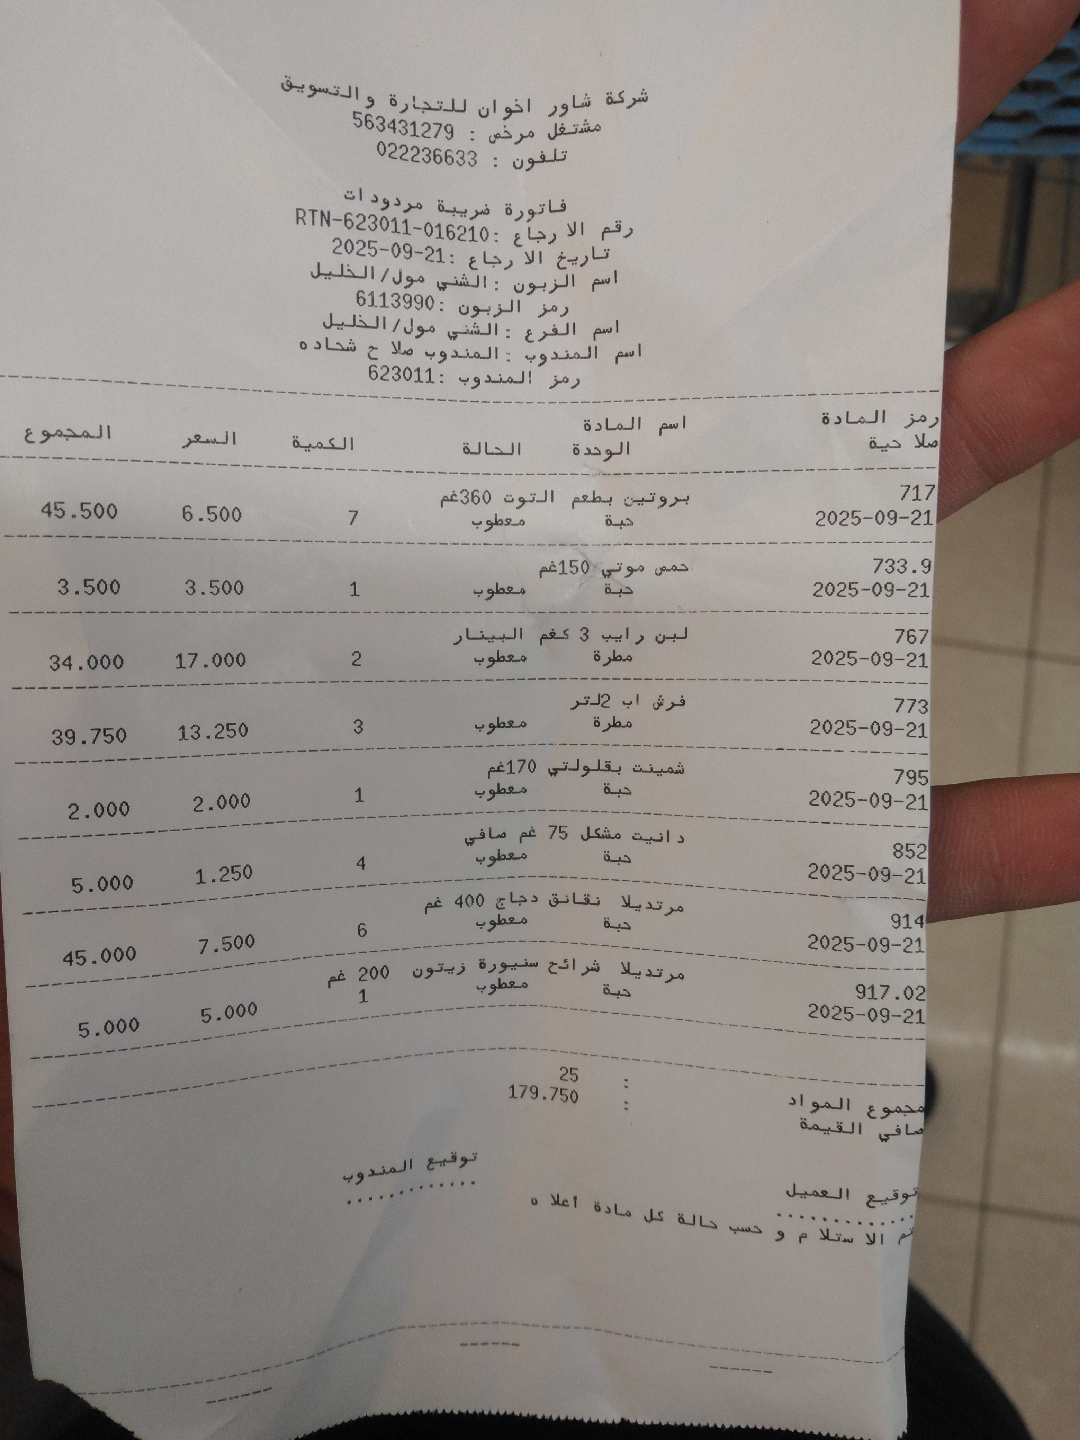 شركة شاور اخوان للتجارة والتسويق
مشتغل مرخص : 563431279
تلفون : 022236633
فاتورة ضريبة مردودات
رقم الارجاع :RTN-623011-016210
تاريخ الارجاع :2025-09-21
اسم الزبون :الشني مول/الخليل
رمز الزبون :6113990
اسم الفرع :الشني مول/الخليل
اسم المندوب :المندوب صلاح شحاده
رمز المندوب :623011
رمز المادة اسم المادة
صلاحية الوحدة الحالة الكمية السعر المجموع
717 بروتين بطعم التوت 360غم
2025-09-21 حبة معطوب 7 6.500 45.500
733.9 حمص موتي 150غم
2025-09-21 حبة معطوب 1 3.500 3.500
767 لبن رايب 3 كغم البينار
2025-09-21 مطرة معطوب 2 17.000 34.000
773 فرش اب 2لتر
2025-09-21 مطرة معطوب 3 13.250 39.750
795 شمينت بقلولتي 170غم
2025-09-21 حبة معطوب 1 2.000 2.000
852 دانيت مشكل 75 غم صافي
2025-09-21 حبة معطوب 4 1.250 5.000
914 مرتديلا نقانق دجاج 400 غم
2025-09-21 حبة معطوب 6 7.500 45.000
917.02 مرتديلا شرائح سنيورة زيتون 200 غم
2025-09-21 حبة معطوب 1 5.000 5.000
مجموع المواد : 25
صافي القيمة : 179.750
توقيع العميل توقيع المندوب
............. .............
تم الاستلام و حسب حالة كل مادة أعلاه